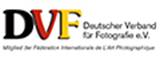 DVF Deutscher Verband
für Fotografie e.V.
Mitglied der Fédération Internationale de L'Art Photographique